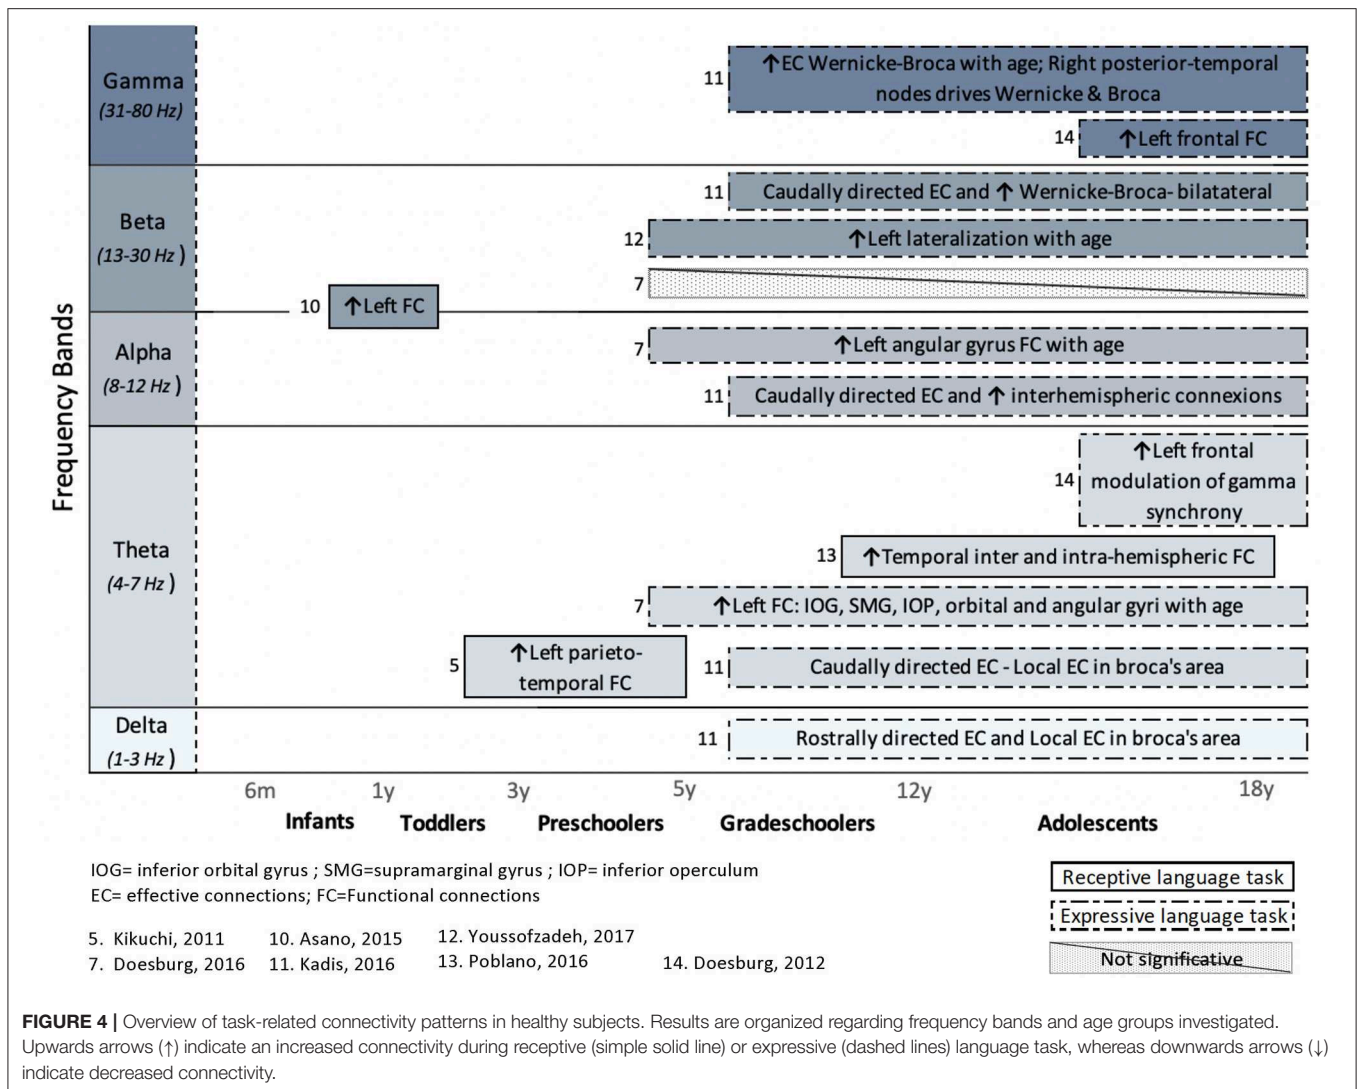 Frequency Bands
Gamma
(31-80 Hz)
11
↑EC Wernicke-Broca with age; Right posterior-temporal
nodes drives Wernicke & Broca
14
↑Left frontal FC
Beta
(13-30 Hz )
11
Caudally directed EC and ↑ Wernicke-Broca- bilatateral
12
↑Left lateralization with age
7
10
↑Left FC
Alpha
(8-12 Hz )
7
↑Left angular gyrus FC with age
11
Caudally directed EC and ↑ interhemispheric connexions
Theta
(4-7 Hz )
14
↑Left frontal
modulation of gamma
synchrony
13
↑Temporal inter and intra-hemispheric FC
7
↑Left FC: IOG, SMG, IOP, orbital and angular gyri with age
5
↑Left parieto-
temporal FC
11
Caudally directed EC - Local EC in broca's area
Delta
(1-3 Hz )
11
Rostrally directed EC and Local EC in broca's area
6m 1y 3y 5y 12y 18y
Infants Toddlers Preschoolers Gradeschoolers Adolescents
IOG= inferior orbital gyrus ; SMG=supramarginal gyrus ; IOP= inferior operculum
EC= effective connections; FC=Functional connections
5. Kikuchi, 2011 10. Asano, 2015 12. Youssofzadeh, 2017
7. Doesburg, 2016 11. Kadis, 2016 13. Poblano, 2016 14. Doesburg, 2012
Receptive language task
Expressive language task
Not significative
FIGURE 4 | Overview of task-related connectivity patterns in healthy subjects. Results are organized regarding frequency bands and age groups investigated.
Upwards arrows (↑) indicate an increased connectivity during receptive (simple solid line) or expressive (dashed lines) language task, whereas downwards arrows (↓)
indicate decreased connectivity.